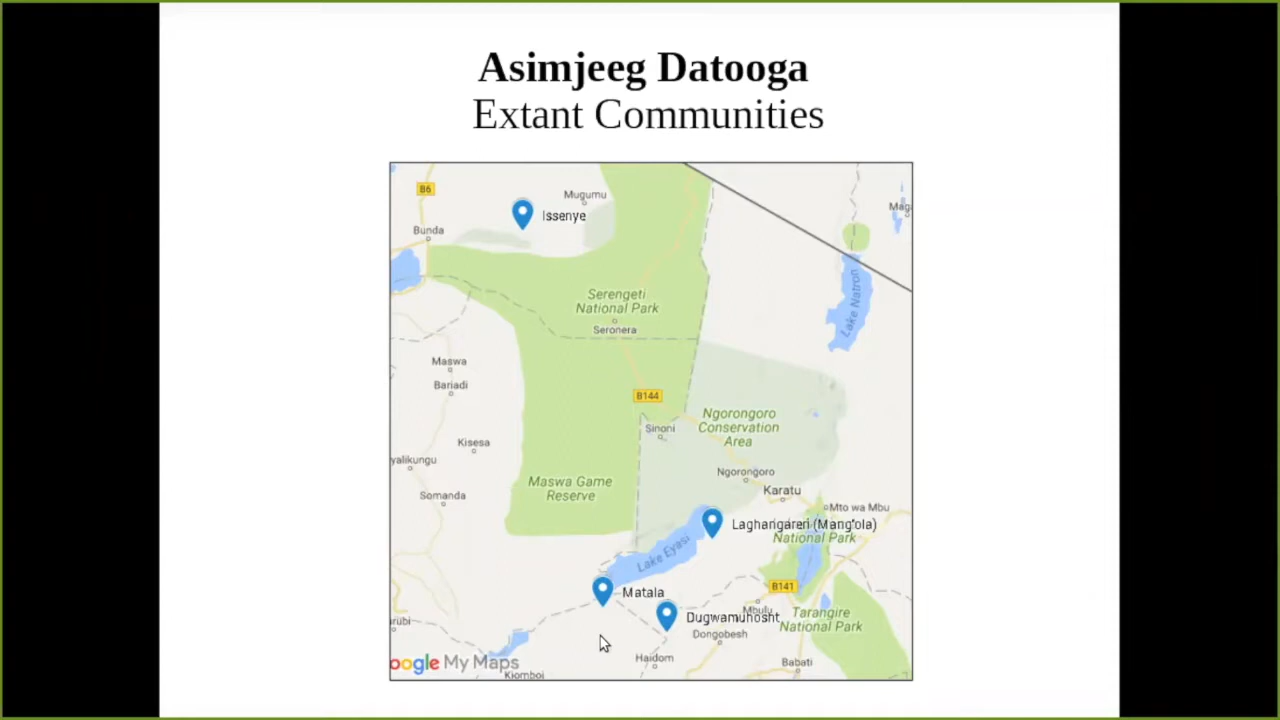 Asimjeeg Datooga
Extant Communities
B6
Mugumu
Issenye
Bunda
Serengeti
National Park
Seronera
Lake Natron
Maswa
Bariadi
B144
Ngorongoro
Conservation
Area
Sinoni
Kisesa
yalikungu
Ngorongoro
Maswa Game
Reserve
Karatu
Somanda
Mto wa Mbu
Laghangareri (Mang'ola)
National Park
Lake Eyasi
B141
Matala
Mbulu
Dugwamuhosht
Tarangire
National Park
Dongobesh
Haidom
Babati
oogle My Maps
Kiomboi